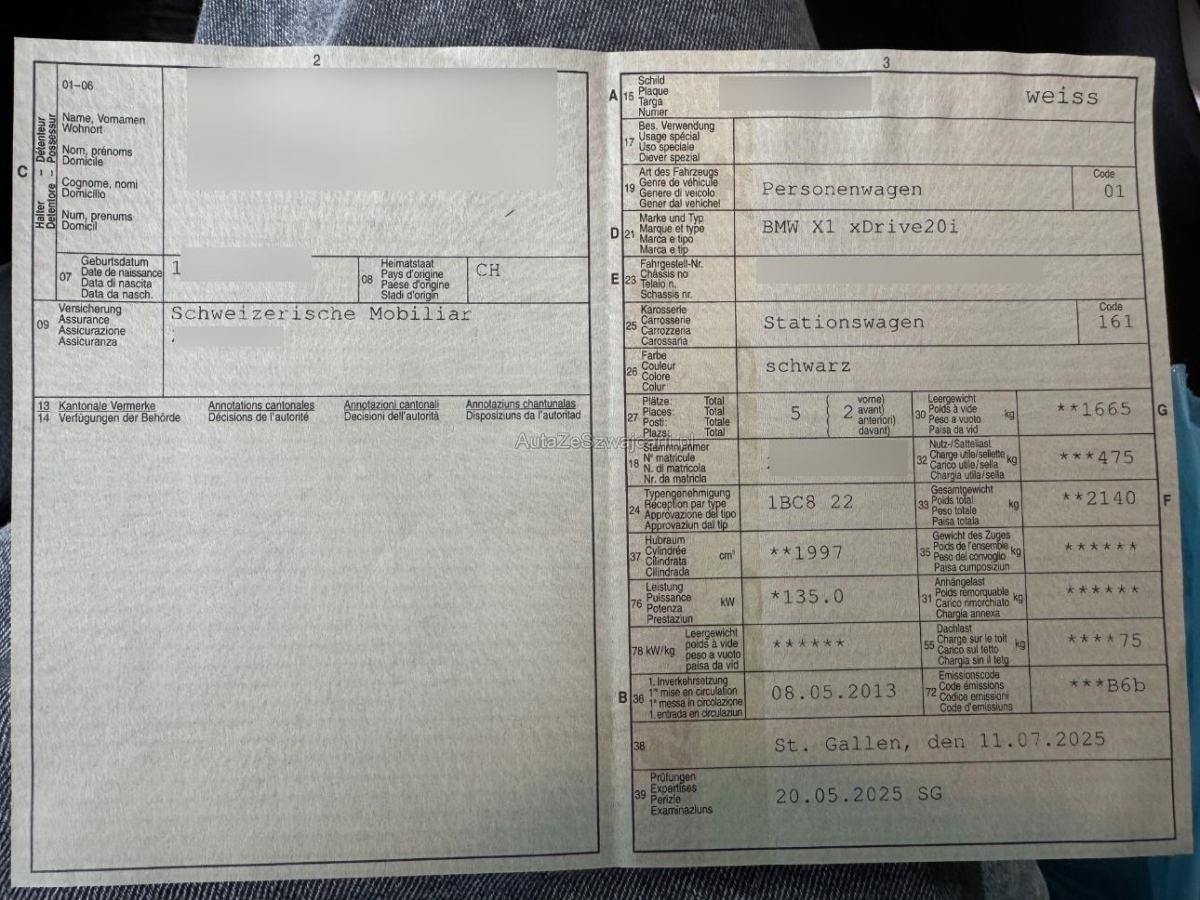 2
01–06
Halter – Détenteur
Detentore – Possessur
C
Name, Vornamen
Wohnort
Nom, prénoms
Domicile
Cognome, nomi
Domicilio
Num, prenums
Domicil
07
Geburtsdatum
Date de naissance
Data di nascita
Data da nasch.
1
08
Heimatstaat
Pays d'origine
Paese d'origine
Stadi d'origin
CH
09
Versicherung
Assurance
Assicurazione
Assicuranza
Schweizerische Mobiliar
13 Kantonale Vermerke Annotations cantonales Annotazioni cantonali Annotaziuns chantunalas
14 Verfügungen der Behörde Décisions de l'autorité Decisioni dell'autorità Disposiziuns da l'autoritad
AutaZeSzwajcarii.pl
3
A 15
Schild
Plaque
Targa
Numer
weiss
17
Bes. Verwendung
Usage spécial
Uso speciale
Diever spezial
19
Art des Fahrzeugs
Genre de véhicule
Genere di veicolo
Gener dal vehichel
Personenwagen
Code
01
D 21
Marke und Typ
Marque et type
Marca e tipo
Marca e tip
BMW X1 xDrive20i
E 23
Fahrgestell-Nr.
Châssis no
Telaio n.
Schassis nr.
25
Karosserie
Carrosserie
Carrozzeria
Carossaria
Stationswagen
Code
161
26
Farbe
Couleur
Colore
Colur
schwarz
27
Plätze: Total
Places: Total
Posti: Totale
Plazs: Total
5
( 2
vorne)
avant)
anteriori)
davant)
30
Leergewicht
Poids à vide
Peso a vuoto
Paisa da vid
kg
**1665
G
18
Stammnummer
N° matricule
N. di matricola
Nr. da matricla
32
Nutz-/Sattellast
Charge utile/sellette
Carico utile/sella
Chargia utila/sella
kg
***475
24
Typengenehmigung
Réception par type
Approvazione del tipo
Approvaziun dal tip
1BC8 22
33
Gesamtgewicht
Poids total
Peso totale
Paisa totala
kg
**2140
F
37
Hubraum
Cylindrée
Cilindrata
Cilindrada
cm³
**1997
35
Gewicht des Zuges
Poids de l'ensemble
Peso del convoglio
Paisa cumposiziun
kg
******
76
Leistung
Puissance
Potenza
Prestaziun
kW
*135.0
31
Anhängelast
Poids remorquable
Carico rimorchiato
Chargia annexa
kg
******
78 kW/kg
Leergewicht
poids à vide
peso a vuoto
paisa da vid
******
55
Dachlast
Charge sur le toit
Carico sul tetto
Chargia sin il tetg
kg
****75
B 36
1. Inverkehrsetzung
1re mise en circulation
1a messa in circolazione
1. entrada en circulaziun
08.05.2013
72
Emissionscode
Code émissions
Codice emissioni
Code d'emissiuns
***B6b
38
St. Gallen, den 11.07.2025
39
Prüfungen
Expertises
Perizie
Examinaziuns
20.05.2025 SG